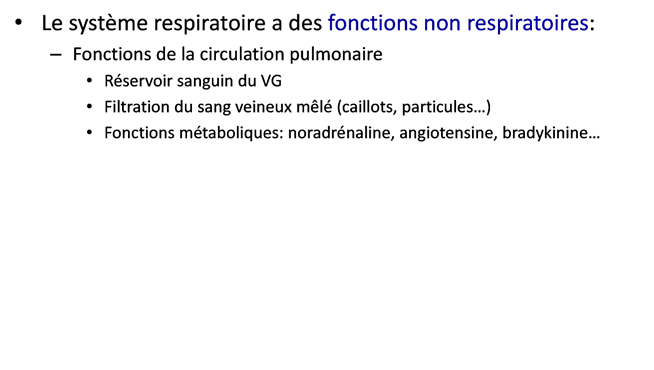 • Le système respiratoire a des fonctions non respiratoires:
– Fonctions de la circulation pulmonaire
• Réservoir sanguin du VG
• Filtration du sang veineux mêlé (caillots, particules…)
• Fonctions métaboliques: noradrénaline, angiotensine, bradykinine…